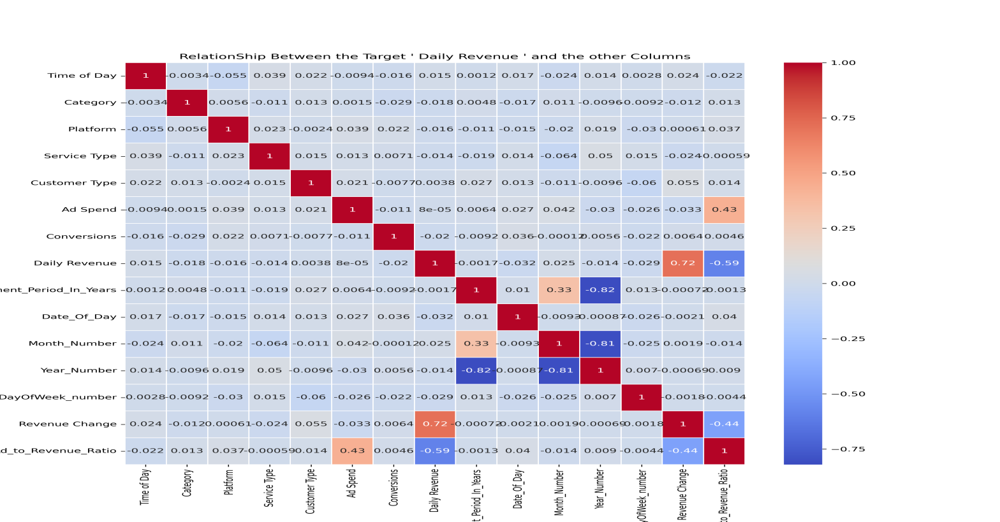 RelationShip Between the Target ' Daily Revenue ' and the other Columns
Time of Day 1 -0.0034 -0.055 0.039 0.022 -0.0094 -0.016 0.015 0.0012 0.017 -0.024 0.014 0.0028 0.024 -0.022
Category -0.0034 1 0.0056 -0.011 0.013 0.0015 -0.029 -0.018 0.0048 -0.017 0.011 -0.0096 -0.0092 -0.012 0.013
Platform -0.055 0.0056 1 0.023 -0.0024 0.039 0.022 -0.016 -0.011 -0.015 -0.02 0.019 -0.03 0.00061 0.037
Service Type 0.039 -0.011 0.023 1 0.015 0.013 0.0071 -0.014 -0.019 0.014 -0.064 0.05 0.015 -0.024 -0.00059
Customer Type 0.022 0.013 -0.0024 0.015 1 0.021 -0.0077 0.0038 0.027 0.013 -0.011 -0.0096 -0.06 0.055 0.014
Ad Spend -0.0094 0.0015 0.039 0.013 0.021 1 -0.011 8e-05 0.0064 0.027 0.042 -0.03 -0.026 -0.033 0.43
Conversions -0.016 -0.029 0.022 0.0071 -0.0077 -0.011 1 -0.02 -0.0092 0.036 -0.00012 0.0056 -0.022 0.0064 0.0046
Daily Revenue 0.015 -0.018 -0.016 -0.014 0.0038 8e-05 -0.02 1 -0.0017 -0.032 0.025 -0.014 -0.029 0.72 -0.59
ent_Period_In_Years 0.0012 0.0048 -0.011 -0.019 0.027 0.0064 -0.0092 -0.0017 1 0.01 0.33 -0.82 0.013 -0.00072 -0.0013
Date_Of_Day 0.017 -0.017 -0.015 0.014 0.013 0.027 0.036 -0.032 0.01 1 -0.0093 -0.00087 -0.026 -0.0021 0.04
Month_Number -0.024 0.011 -0.02 -0.064 -0.011 0.042 -0.00012 0.025 0.33 -0.0093 1 -0.81 -0.025 0.0019 -0.014
Year_Number 0.014 -0.0096 0.019 0.05 -0.0096 -0.03 0.0056 -0.014 -0.82 -0.00087 -0.81 1 0.007 -0.00069 0.009
DayOfWeek_number 0.0028 -0.0092 -0.03 0.015 -0.06 -0.026 -0.022 -0.029 0.013 -0.026 -0.025 0.007 1 -0.0018 -0.0044
Revenue Change 0.024 -0.012 0.00061 -0.024 0.055 -0.033 0.0064 0.72 -0.00072 -0.0021 0.0019 -0.00069 -0.0018 1 -0.44
d_to_Revenue_Ratio -0.022 0.013 0.037 -0.00059 0.014 0.43 0.0046 -0.59 -0.0013 0.04 -0.014 0.009 -0.0044 -0.44 1
Time of Day
Category
Platform
Service Type
Customer Type
Ad Spend
Conversions
Daily Revenue
t_Period_In_Years
Date_Of_Day
Month_Number
Year_Number
yOfWeek_number
Revenue Change
to_Revenue_Ratio
1.00
0.75
0.50
0.25
0.00
−0.25
−0.50
−0.75